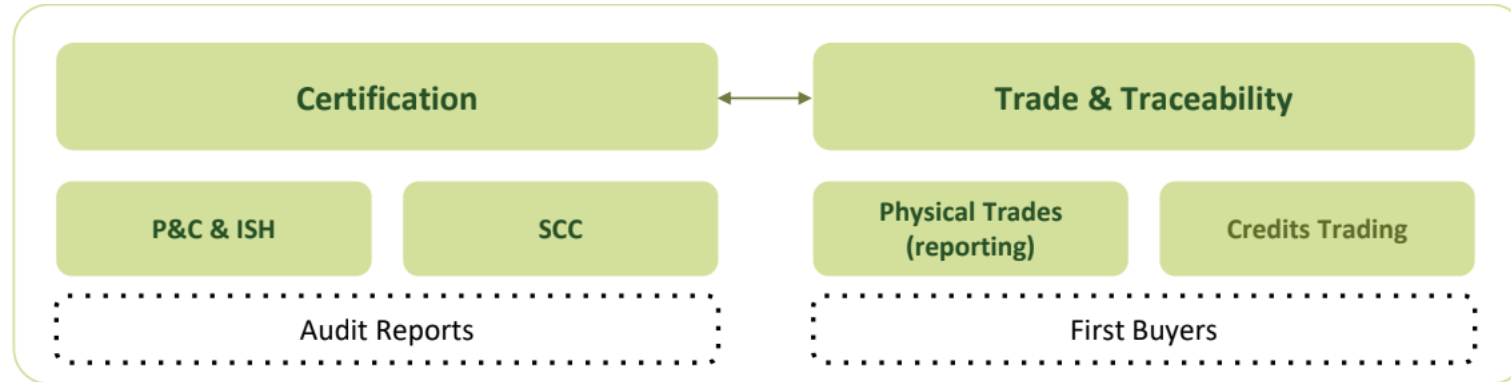 Certification
Trade & Traceability
P&C & ISH
SCC
Physical Trades
(reporting)
Credits Trading
Audit Reports
First Buyers